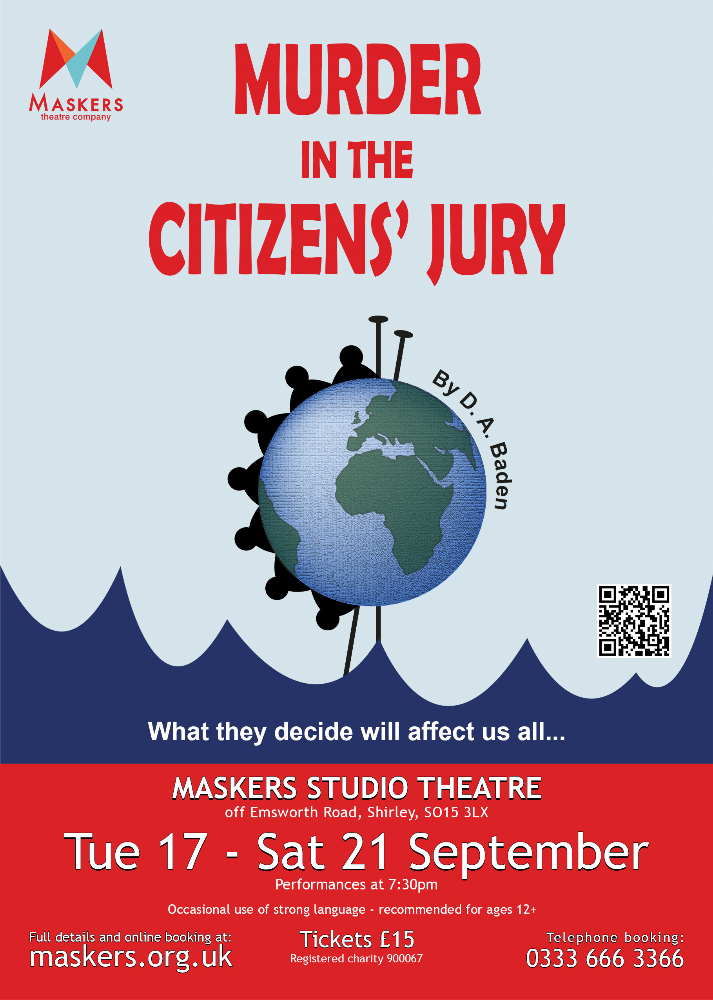 MASKERS
theatre company
MURDER
IN THE
CITIZENS' JURY
By D. A. Baden
What they decide will affect us all...
MASKERS STUDIO THEATRE
off Emsworth Road, Shirley, SO15 3LX
Tue 17 - Sat 21 September
Performances at 7:30pm
Occasional use of strong language - recommended for ages 12+
Full details and online booking at:
maskers.org.uk
Tickets £15
Registered charity 900067
Telephone booking:
0333 666 3366